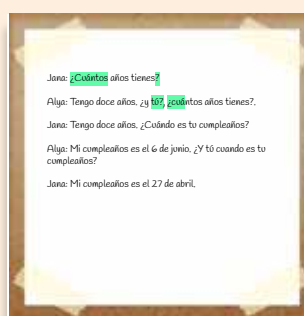 Jana: ¿Cuántos años tienes?
Alya: Tengo doce años, ¿y tú?, ¿cuántos años tienes?.
Jana: Tengo doce años, ¿Cuándo es tu cumpleaños?
Alya: Mi cumpleaños es el 6 de junio, ¿Y tú cuando es tu
cumpleaños?
Jana: Mi cumpleaños es el 27 de abril.